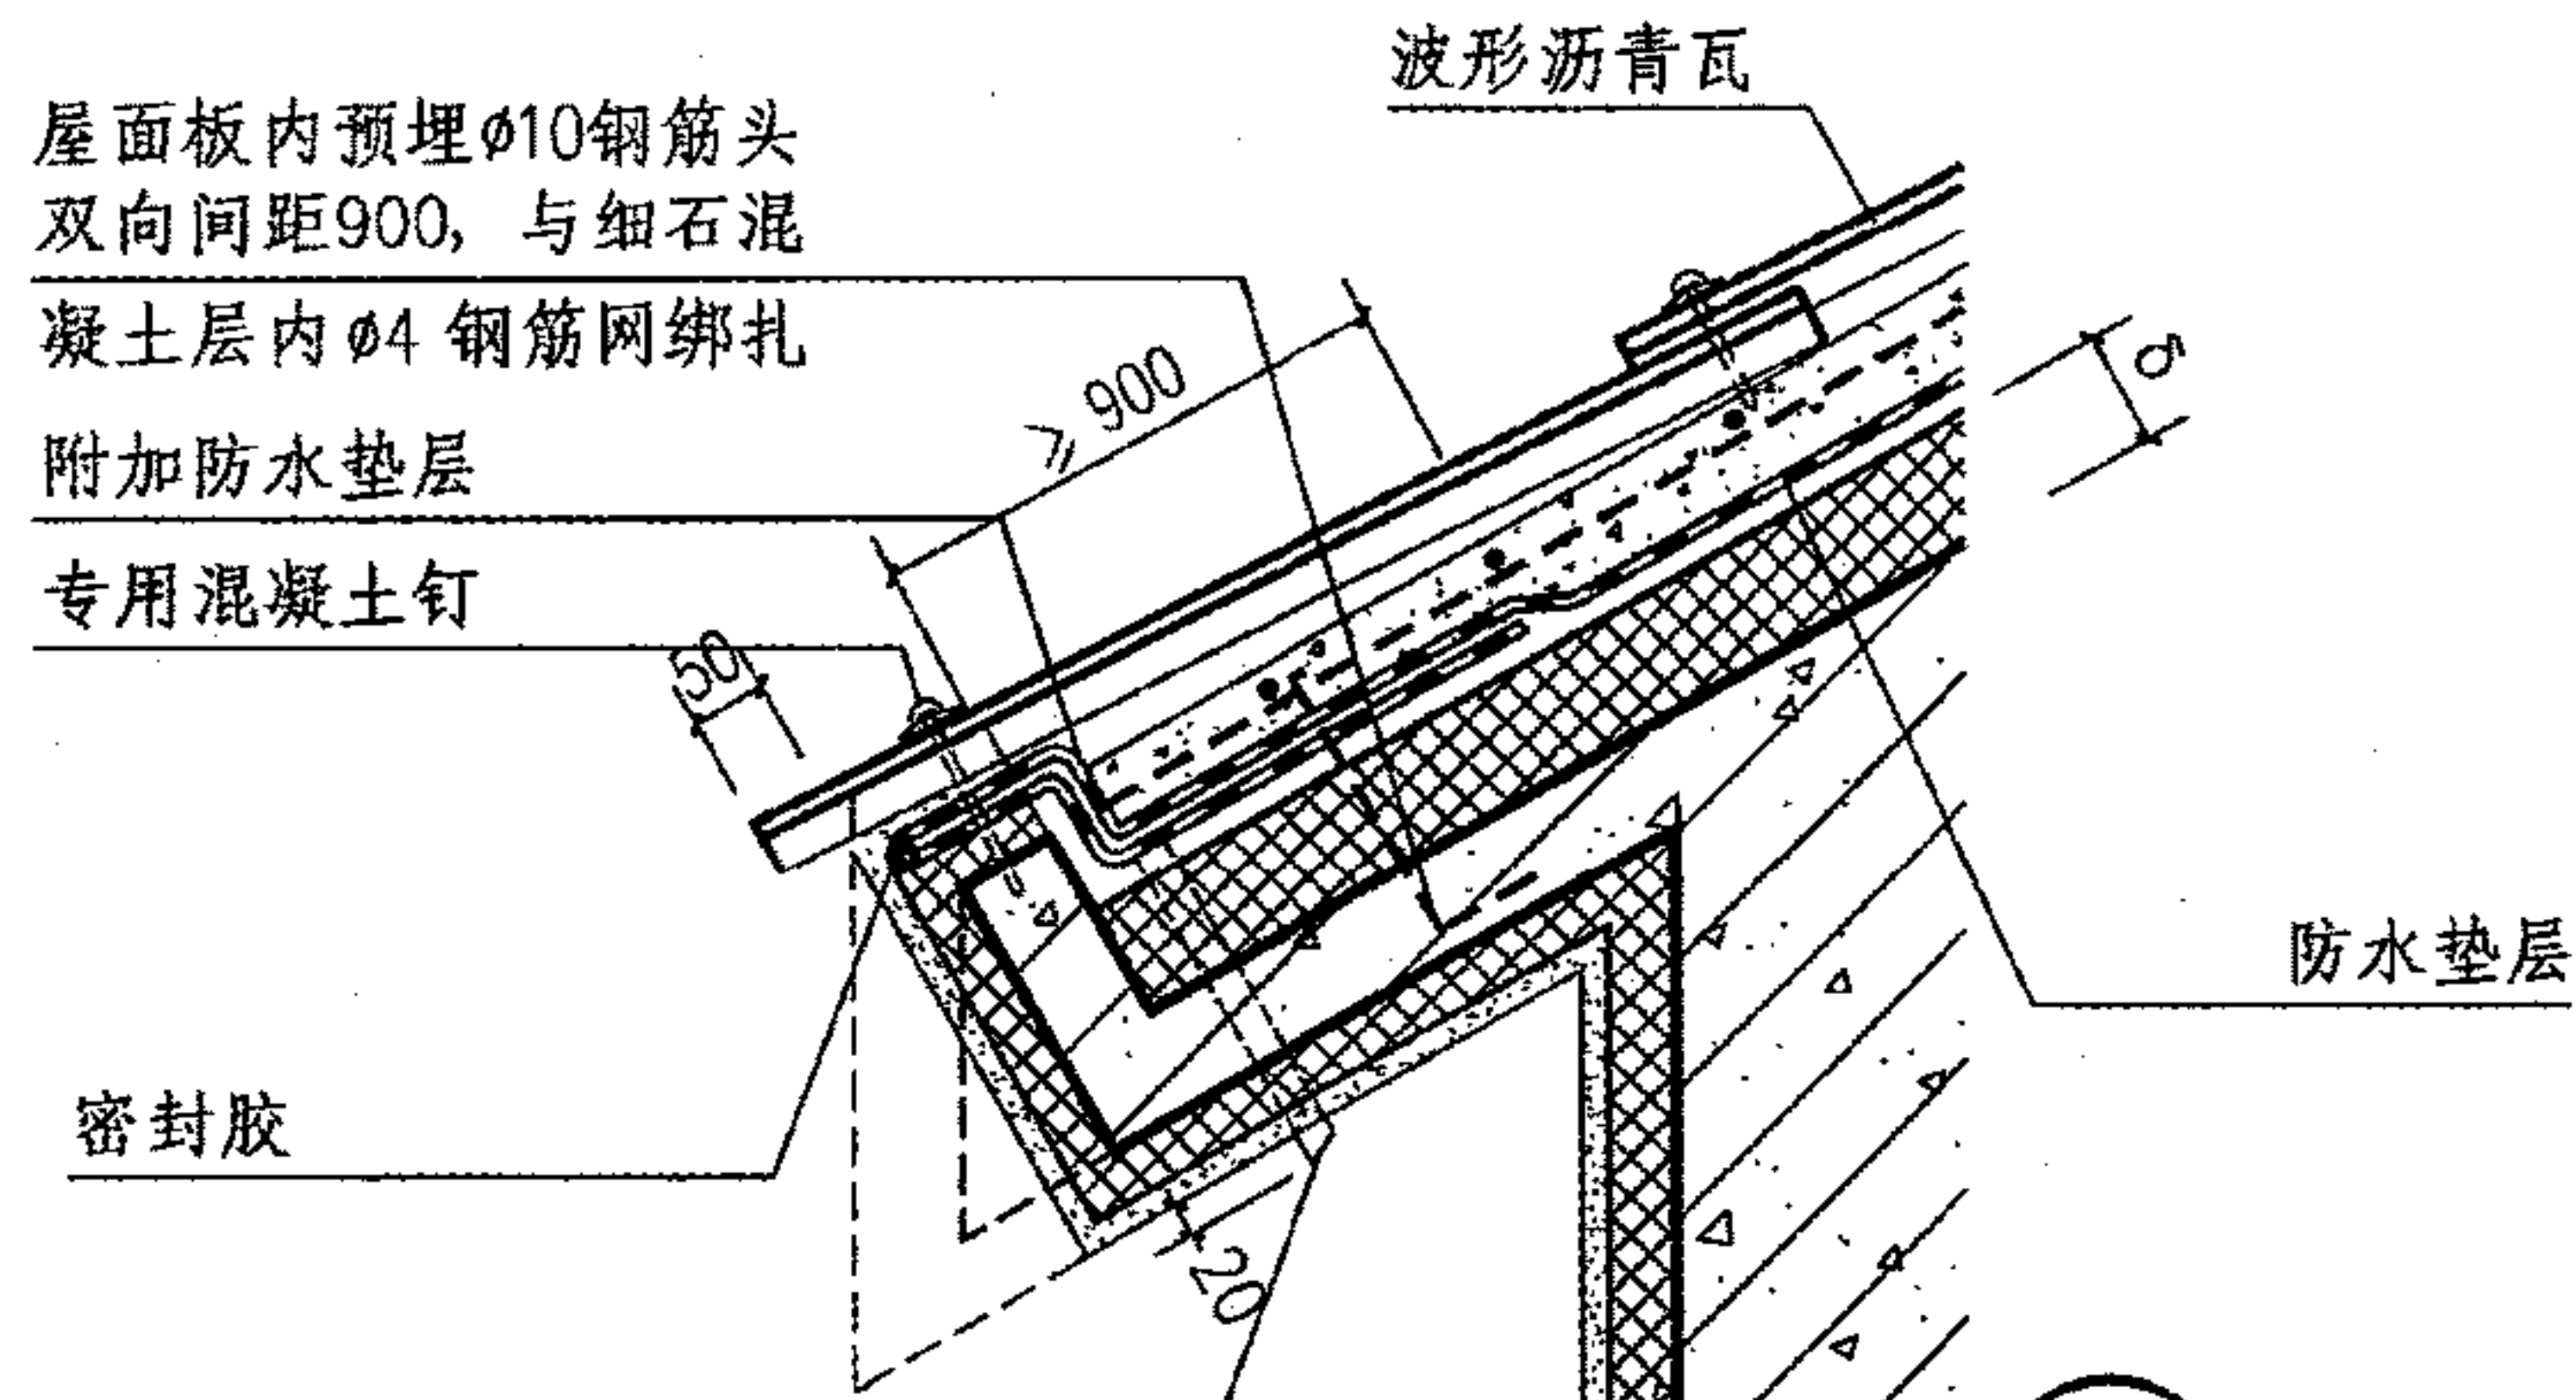 波形沥青瓦
屋面板内预埋ø10钢筋头
双向间距900, 与细石混
凝土层内ø4 钢筋网绑扎
附加防水垫层
专用混凝土钉
≥ 900
50
δ
防水垫层
密封胶
20